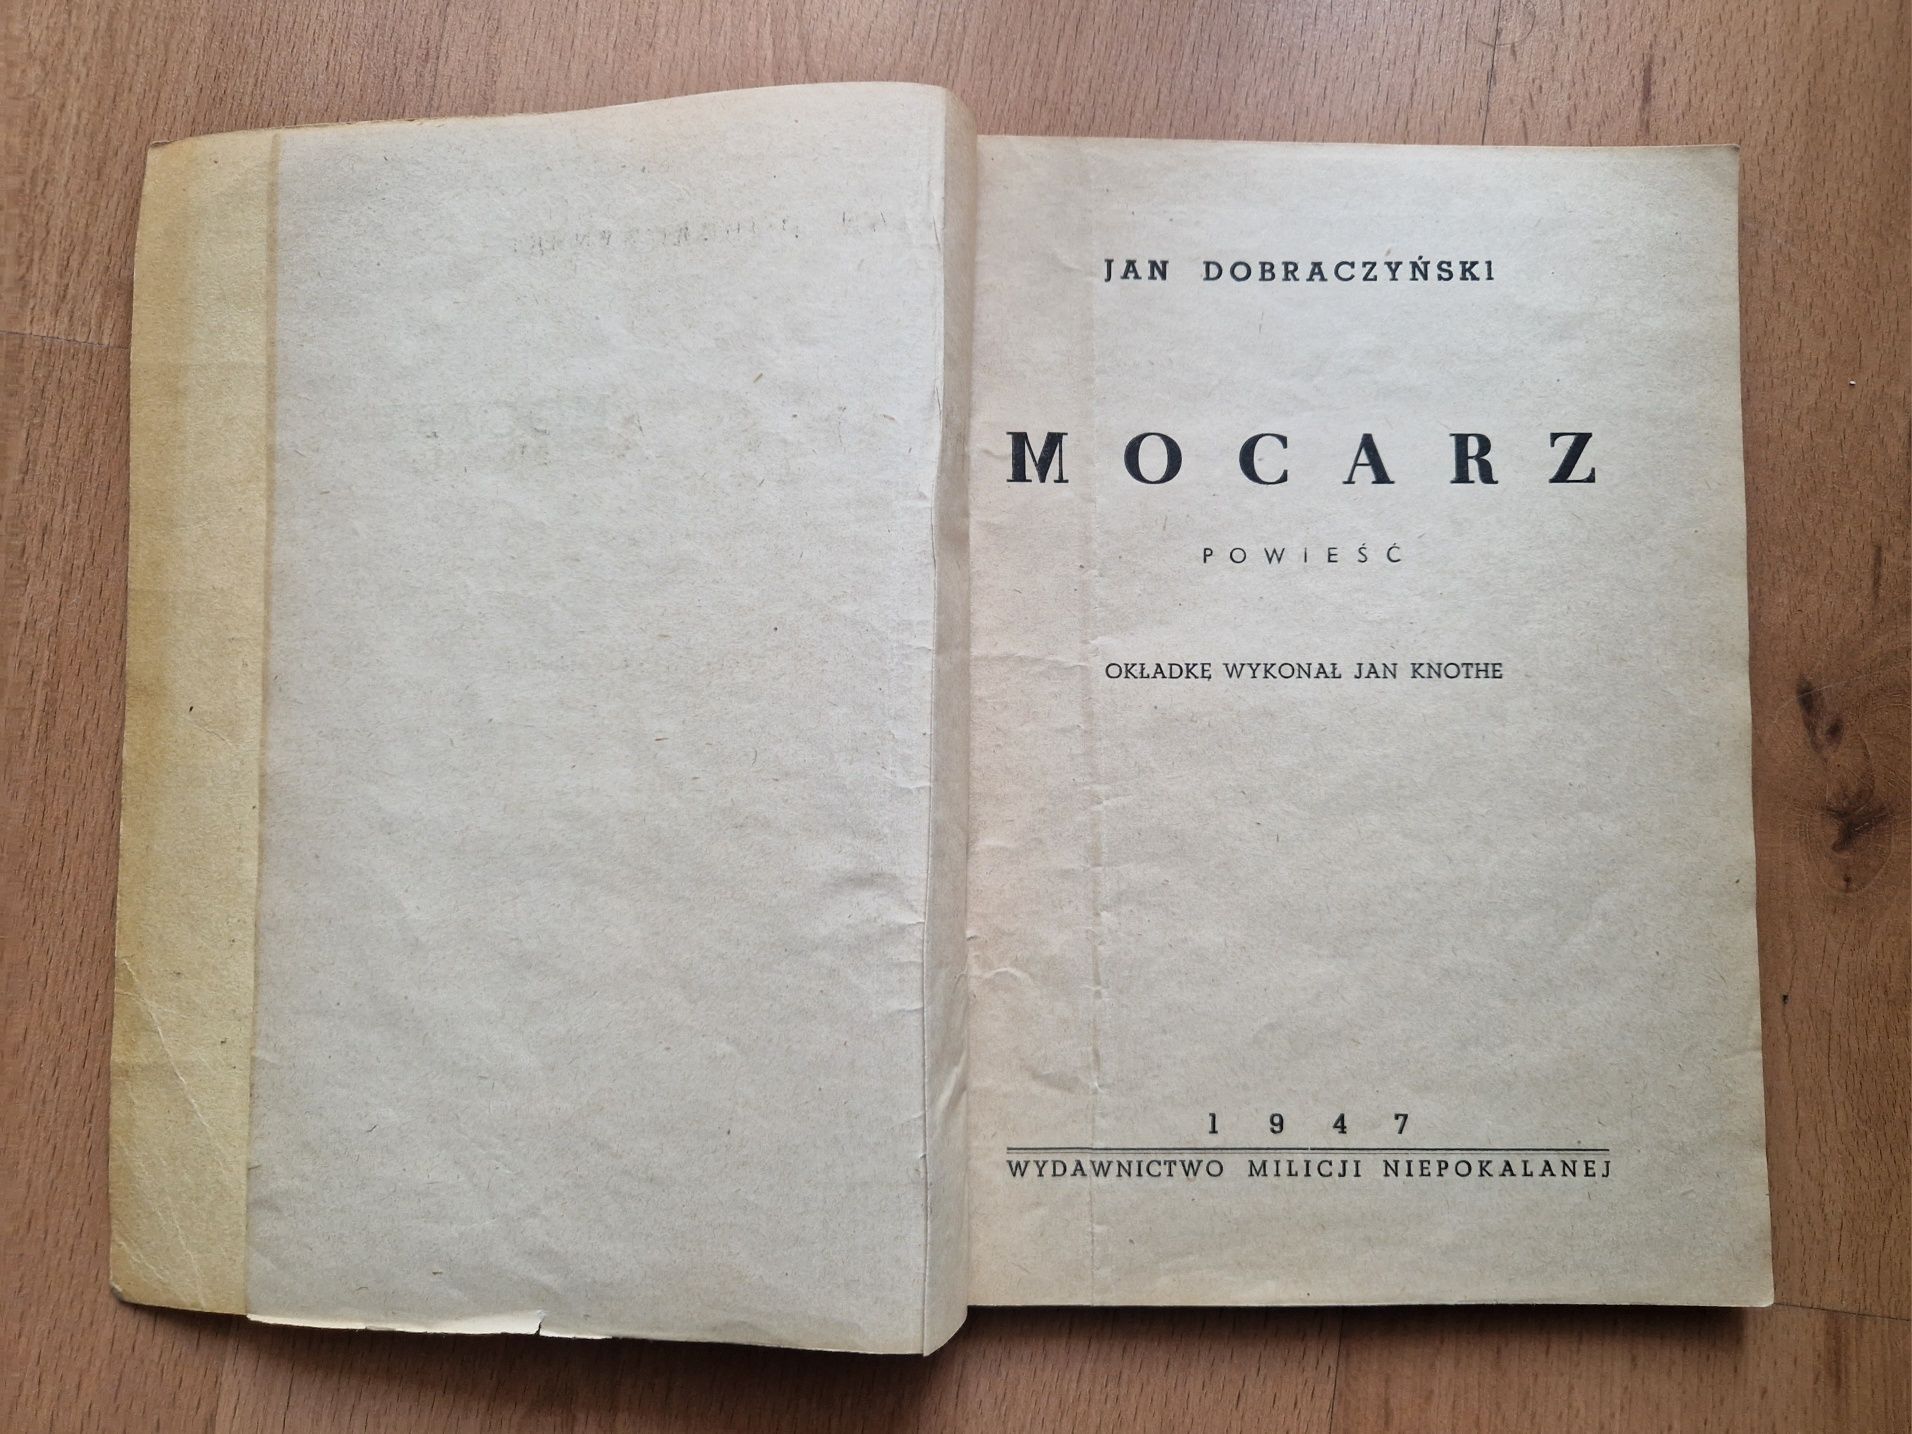 JAN DOBRACZYŃSKI
MOCARZ
POWIEŚĆ
OKŁADKĘ WYKONAŁ JAN KNOTHE
1947
WYDAWNICTWO MILICJI NIEPOKALANEJ